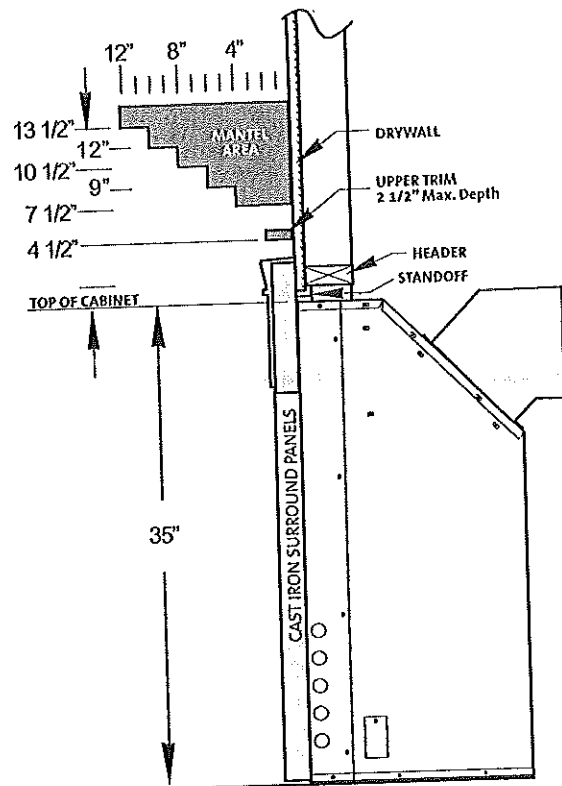 12” 8” 4”
13 1/2”
12”
10 1/2”
9”
7 1/2”
4 1/2”
MANTEL
AREA
DRYWALL
UPPER TRIM
2 1/2” Max. Depth
HEADER
STANDOFF
TOP OF CABINET
35”
CAST IRON SURROUND PANELS